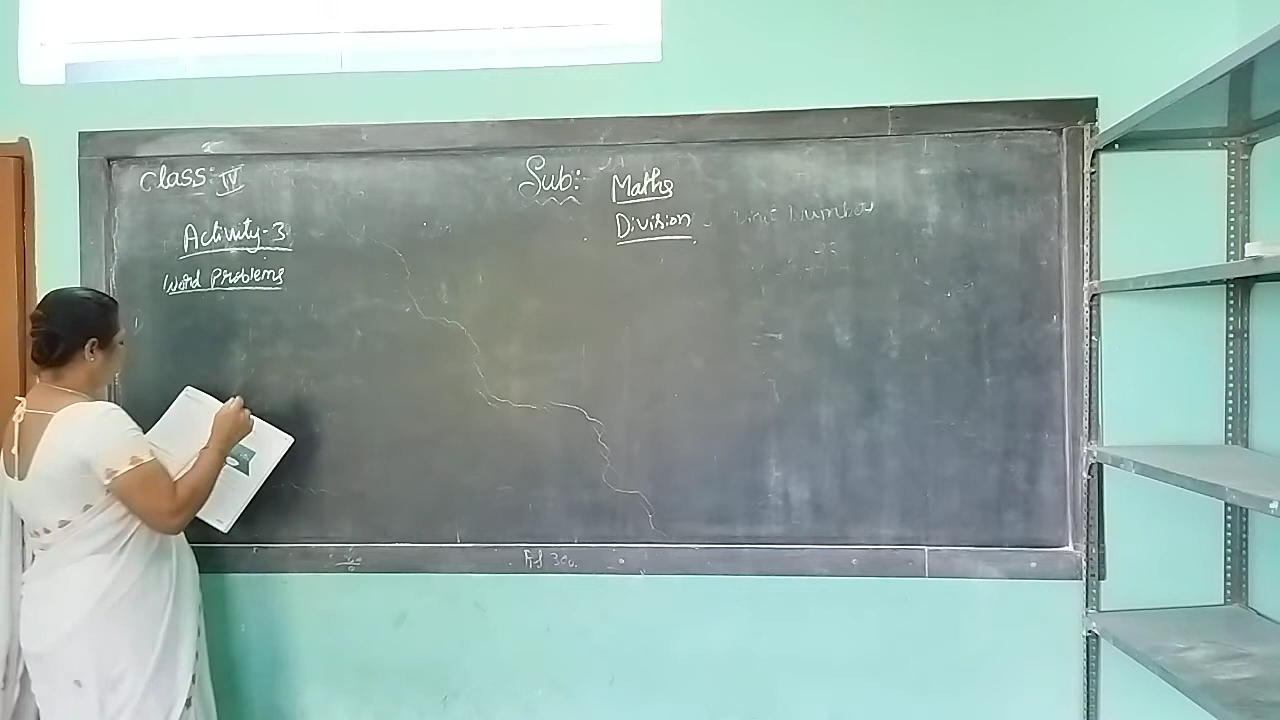 Class: IV
Sub:- Maths
Division
Activity-3
Word Problems